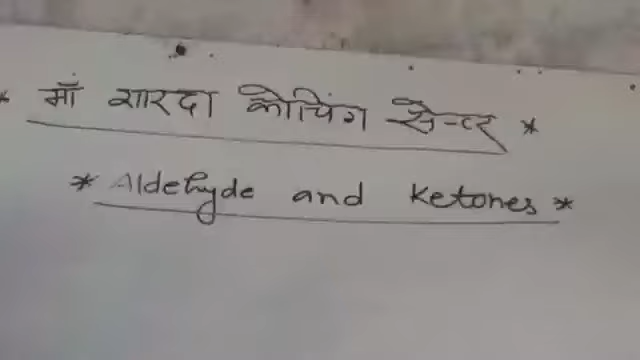 * माँ शारदा कोचिंग सेन्टर *
* Aldehyde and Ketones *